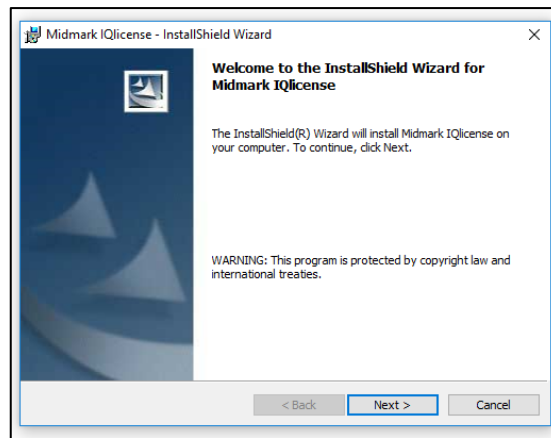 Midmark IQlicense - InstallShield Wizard
Welcome to the InstallShield Wizard for
Midmark IQlicense
The InstallShield(R) Wizard will install Midmark IQlicense on
your computer. To continue, click Next.
WARNING: This program is protected by copyright law and
international treaties.
< Back Next > Cancel